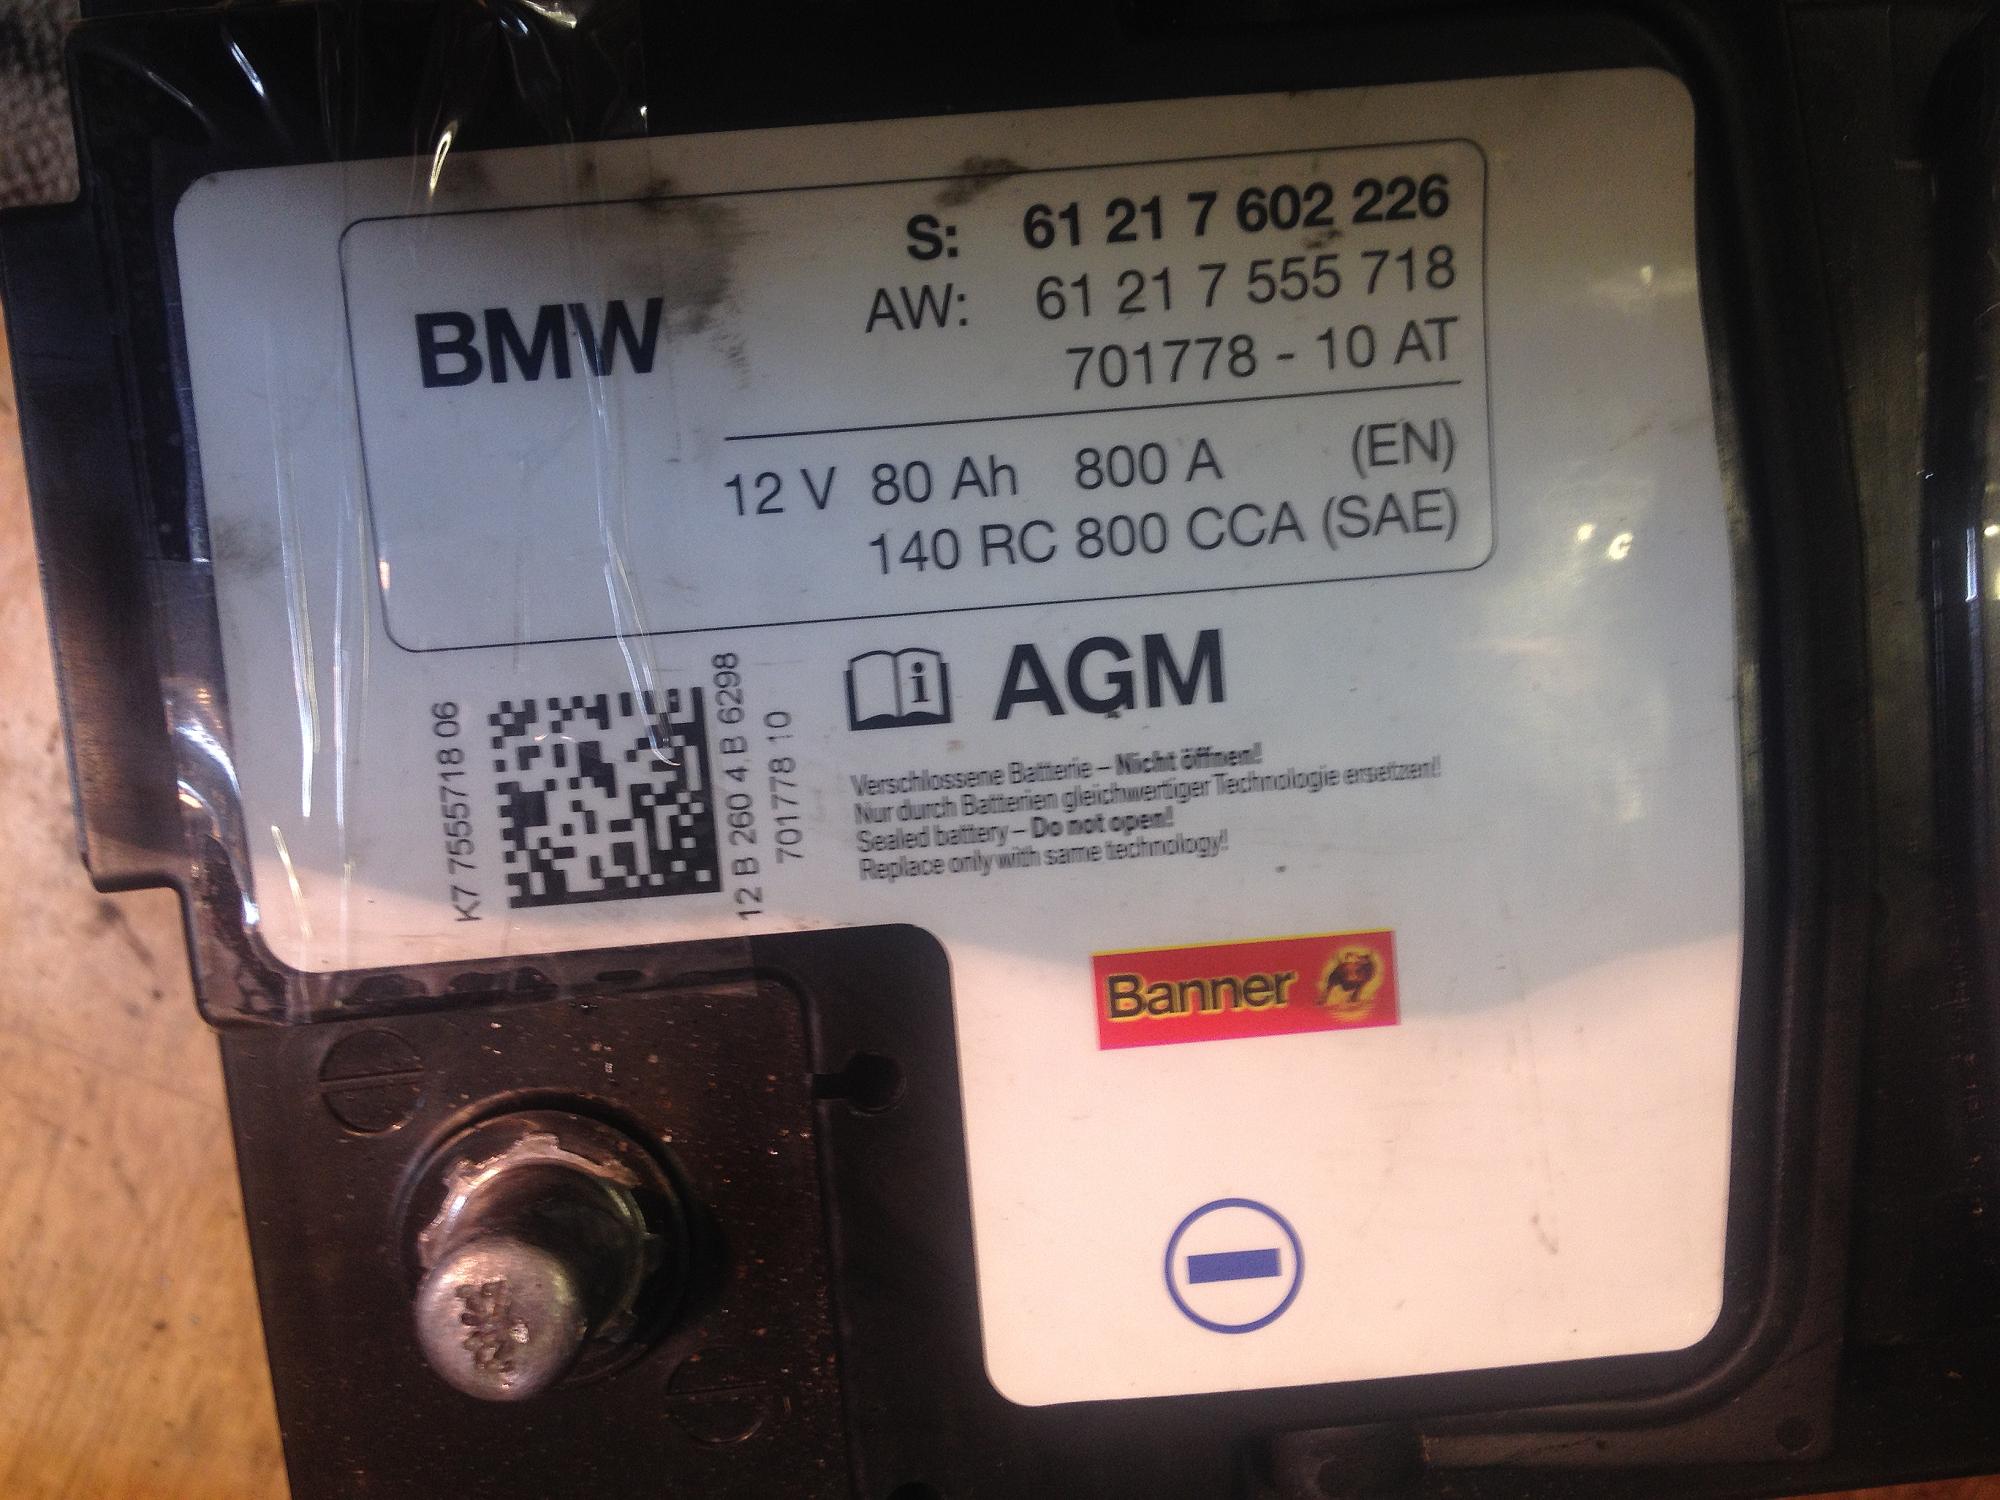 BMW
S: 61 21 7 602 226
AW: 61 21 7 555 718
701778 - 10 AT
12 V 80 Ah 800 A (EN)
140 RC 800 CCA (SAE)
AGM
K7 7555718 06
12 B 260 4 B 6298
701778 10
Verschlossene Batterie – Nicht öffnen!
Nur durch Batterien gleichwertiger Technologie ersetzen!
Sealed battery – Do not open!
Replace only with same technology!
Banner